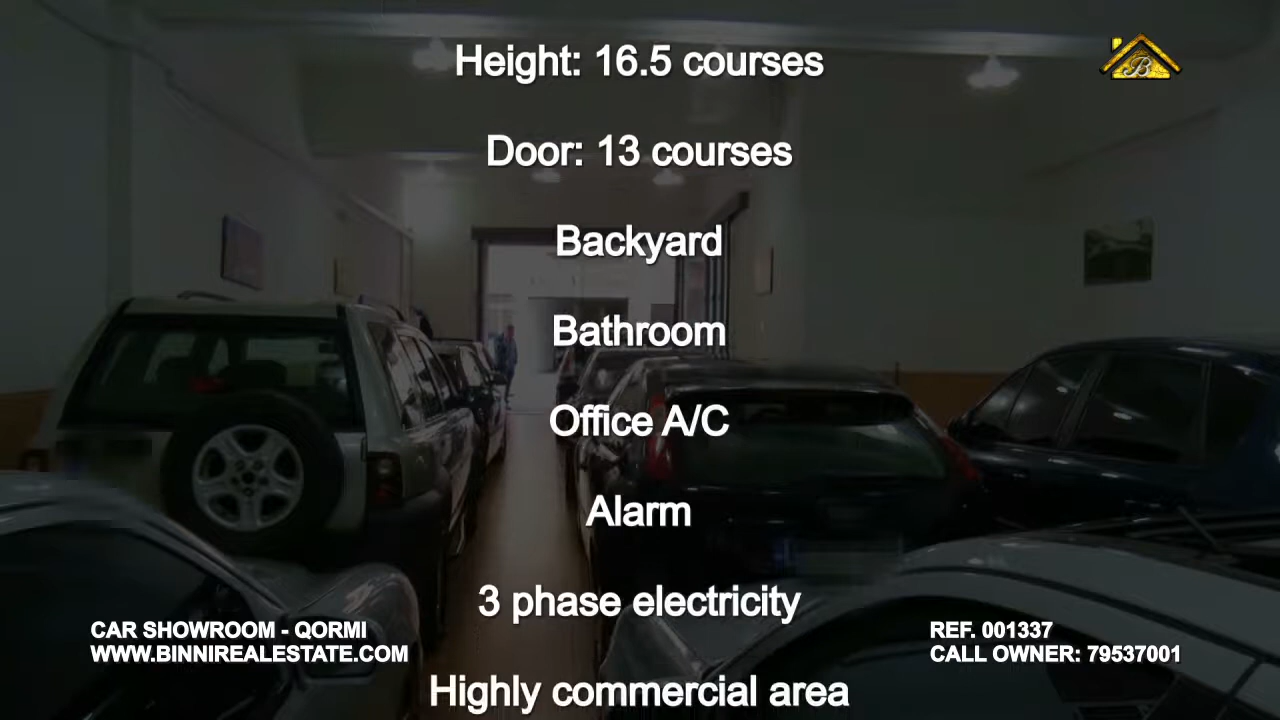 Height: 16.5 courses
Door: 13 courses
Backyard
Bathroom
Office A/C
Alarm
3 phase electricity
Highly commercial area
CAR SHOWROOM - QORMI
WWW.BINNIREALESTATE.COM
REF. 001337
CALL OWNER: 79537001
B